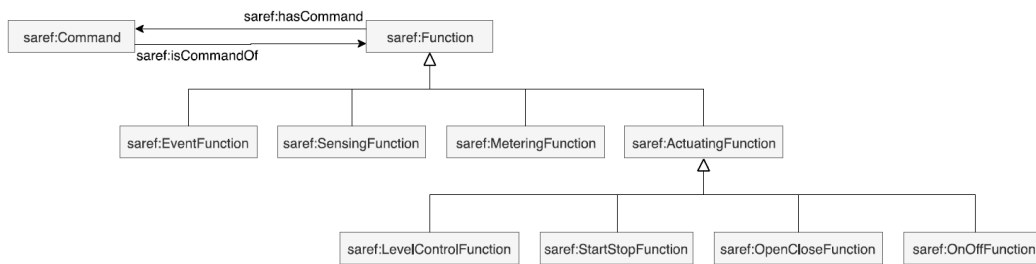 saref:hasCommand
saref:Command
saref:Function
saref:isCommandOf
saref:EventFunction
saref:SensingFunction
saref:MeteringFunction
saref:ActuatingFunction
saref:LevelControlFunction
saref:StartStopFunction
saref:OpenCloseFunction
saref:OnOffFunction